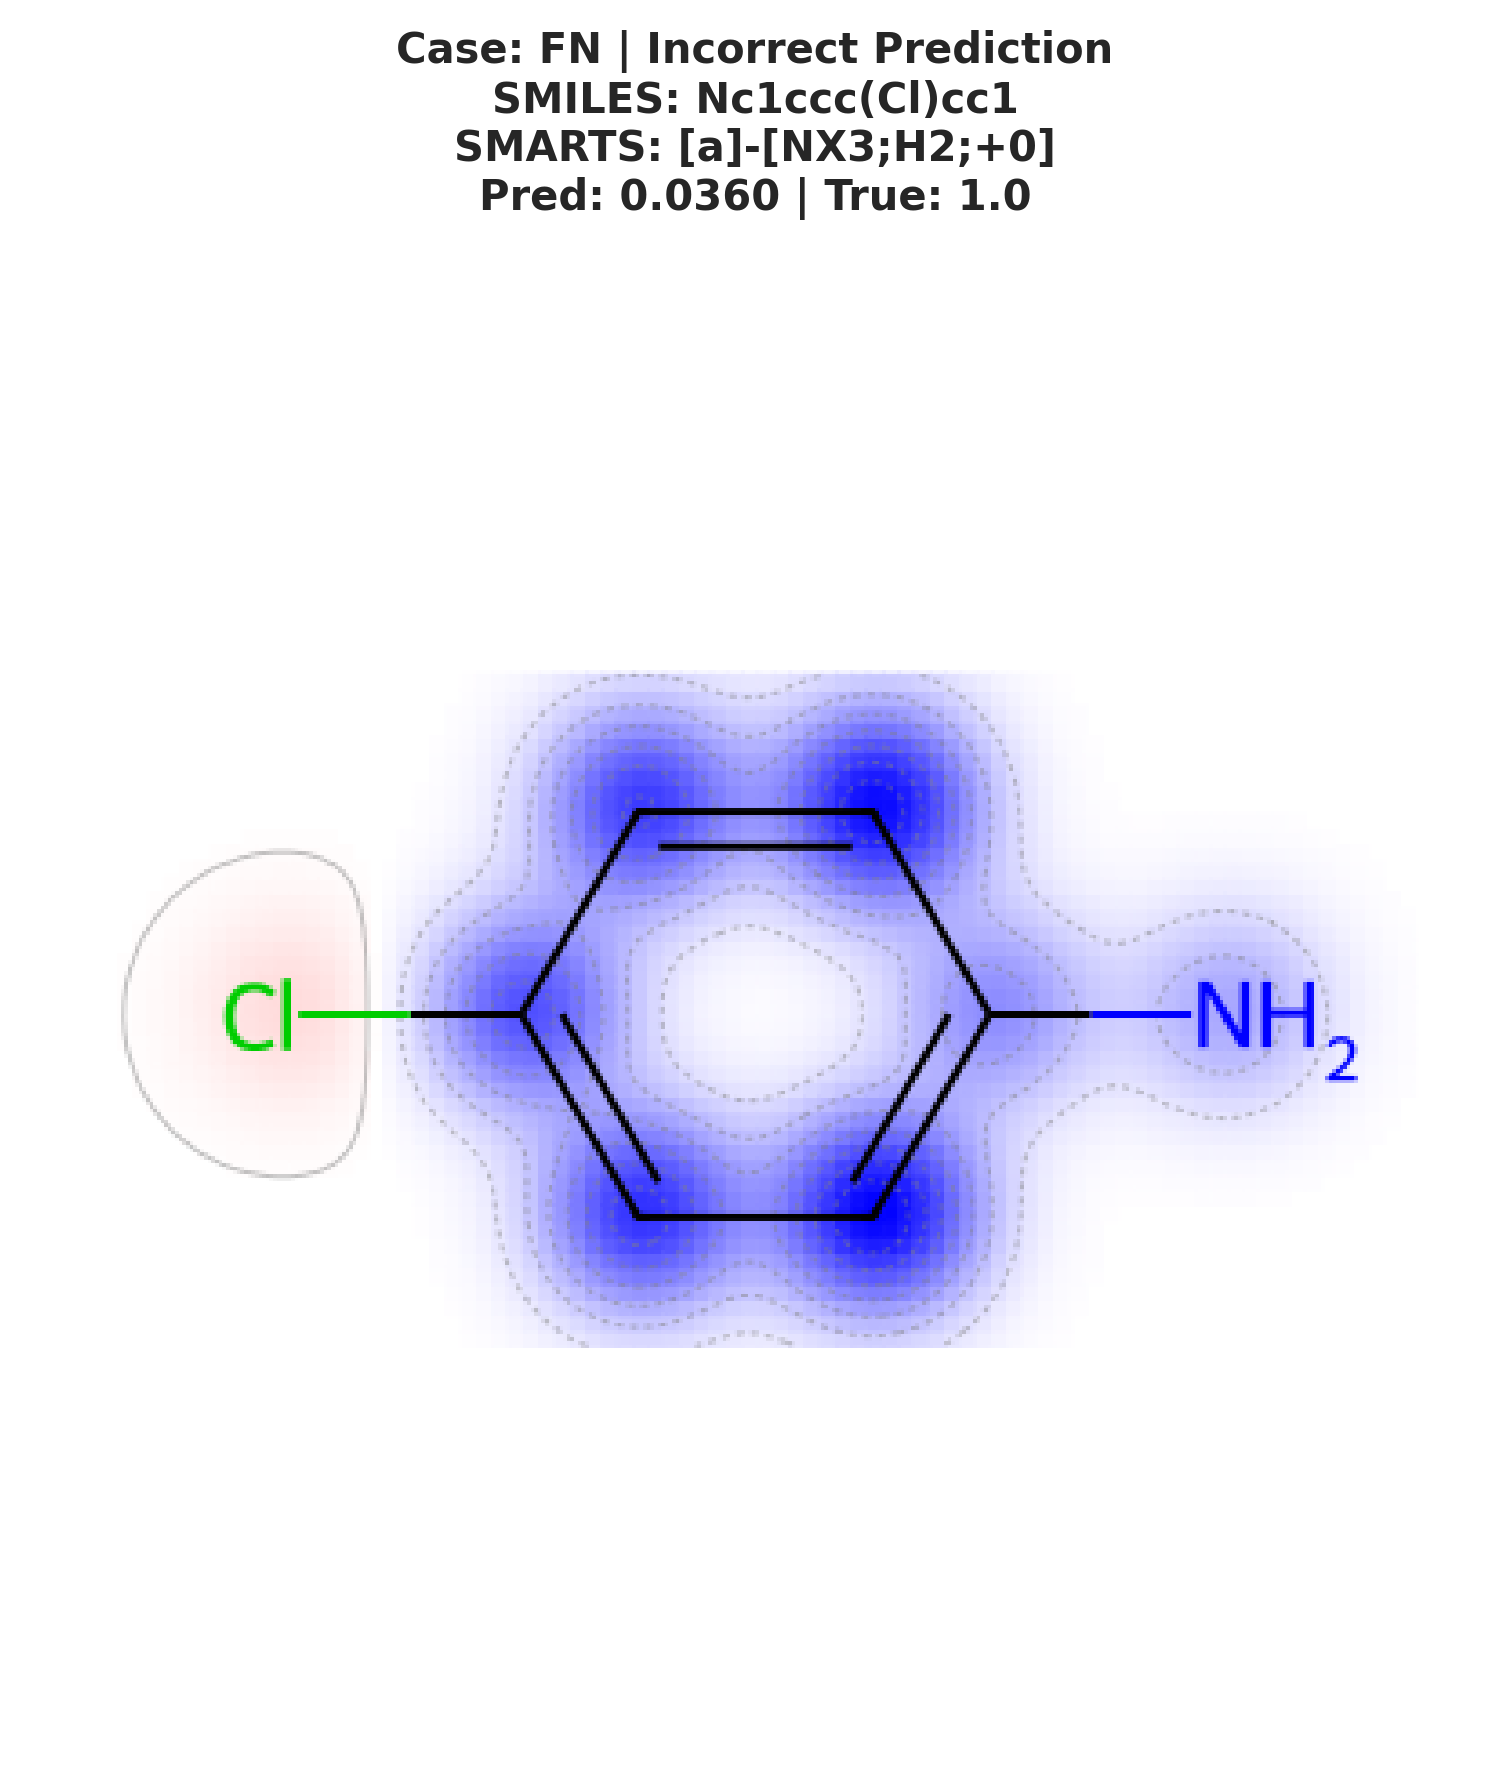 Case: FN | Incorrect Prediction
SMILES: Nc1ccc(Cl)cc1
SMARTS: [a]-[NX3;H2;+0]
Pred: 0.0360 | True: 1.0
Cl NH2